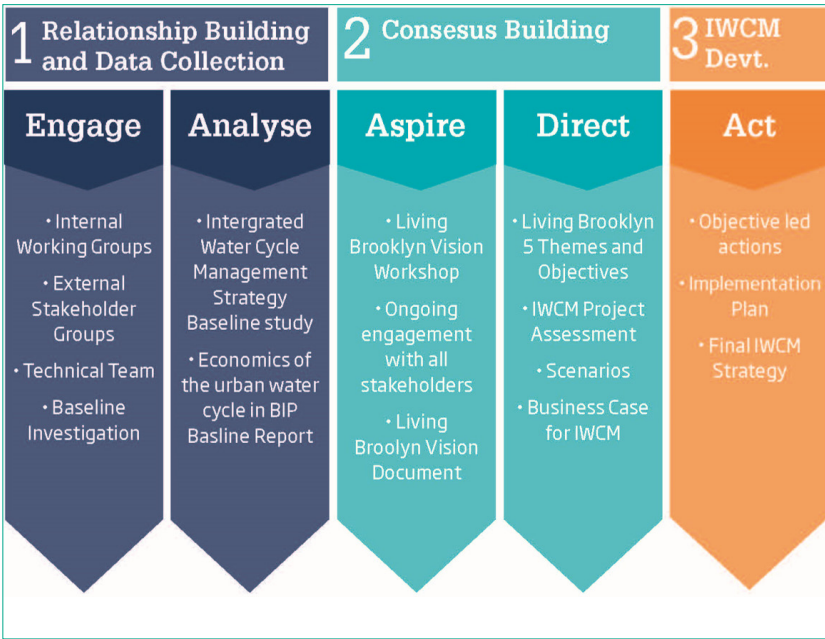 1 Relationship Building
and Data Collection
2 Consesus Building
3 IWCM
Devt.
Engage
• Internal
Working Groups
• External
Stakeholder
Groups
• Technical Team
• Baseline
Investigation
Analyse
• Intergrated
Water Cycle
Management
Strategy
Baseline study
• Economics of
the urban water
cycle in BIP
Basline Report
Aspire
• Living
Brooklyn Vision
Workshop
• Ongoing
engagement
with all
stakeholders
• Living
Broolyn Vision
Document
Direct
• Living Brooklyn
5 Themes and
Objectives
• IWCM Project
Assessment
• Scenarios
• Business Case
for IWCM
Act
• Objective led
actions
• Implementation
Plan
• Final IWCM
Strategy